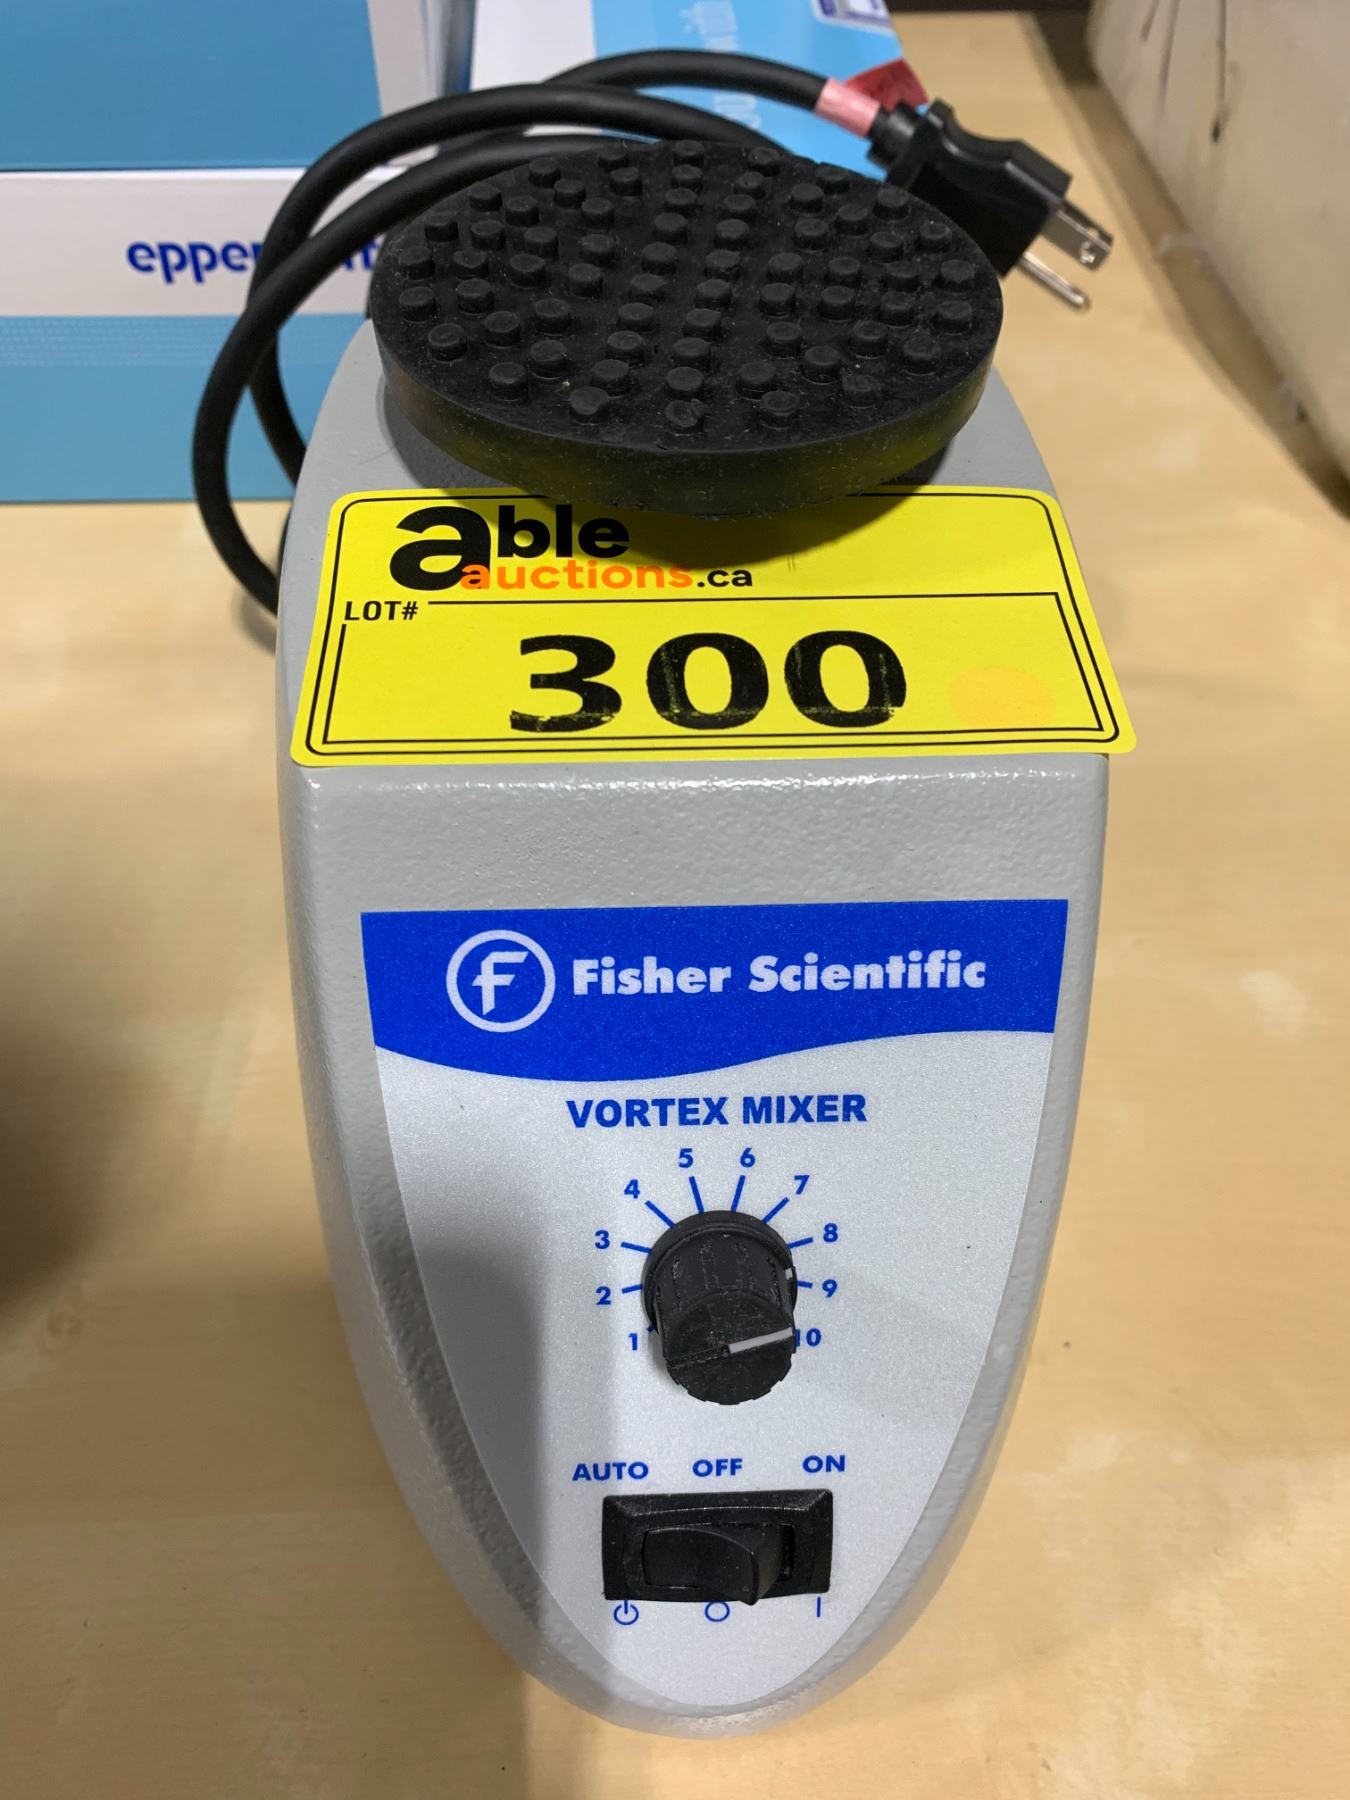 able
auctions.ca
LOT#
300
F Fisher Scientific
VORTEX MIXER
1 2 3 4 5 6 7 8 9 10
AUTO OFF ON